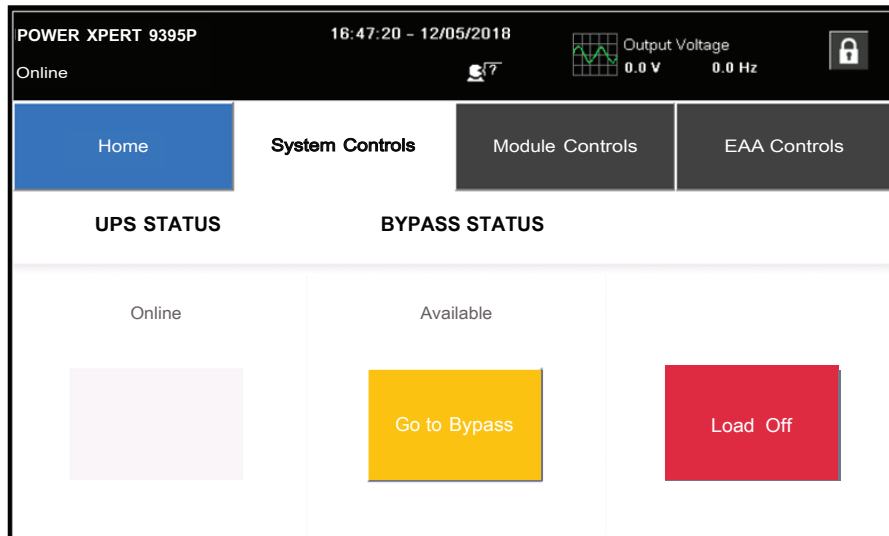 POWER XPERT 9395P
16:47:20 - 12/05/2018
Output Voltage
Online
?
0.0 V 0.0 Hz
Home System Controls Module Controls EAA Controls
UPS STATUS BYPASS STATUS
Online Available
Go to Bypass Load Off